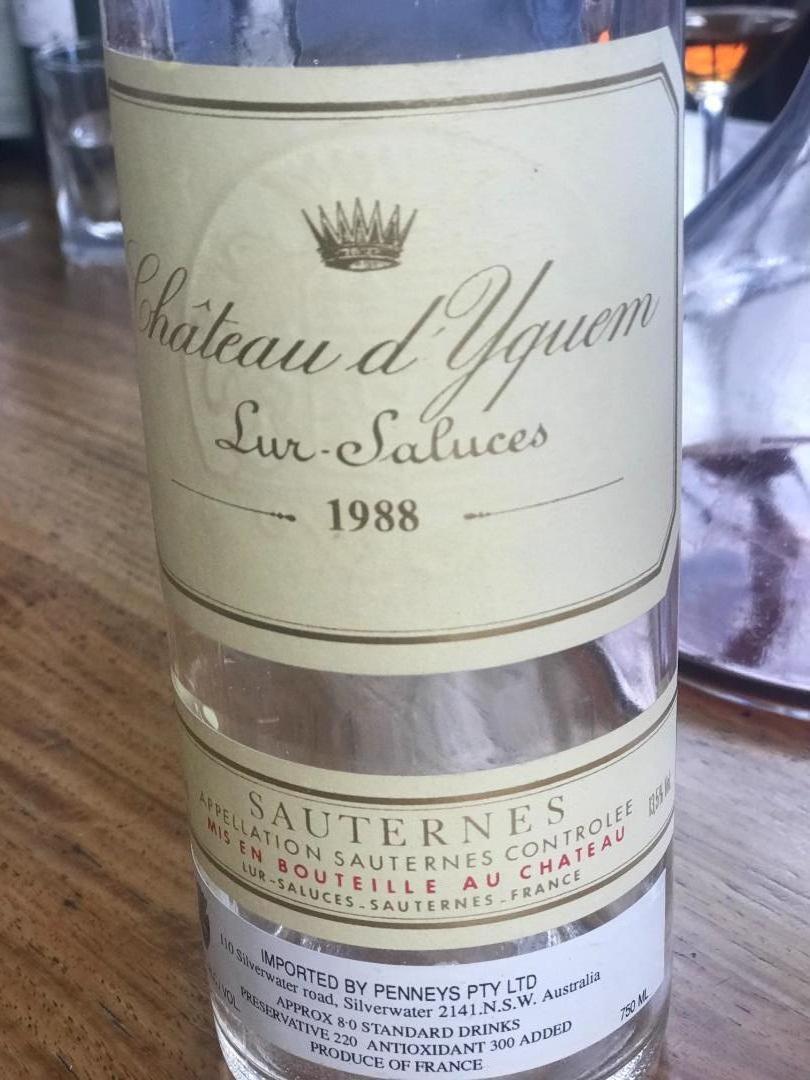 Château d'Yquem
Lur-Saluces
1988
SAUTERNES
APPELLATION SAUTERNES CONTROLÉE
13,5% Vol.
MIS EN BOUTEILLE AU CHATEAU
LUR-SALUCES-SAUTERNES-FRANCE
IMPORTED BY PENNEYS PTY LTD
110 Silverwater road, Silverwater 2141.N.S.W. Australia
APPROX 8·0 STANDARD DRINKS
VOL. PRESERVATIVE 220 ANTIOXIDANT 300 ADDED 750 ML
PRODUCE OF FRANCE